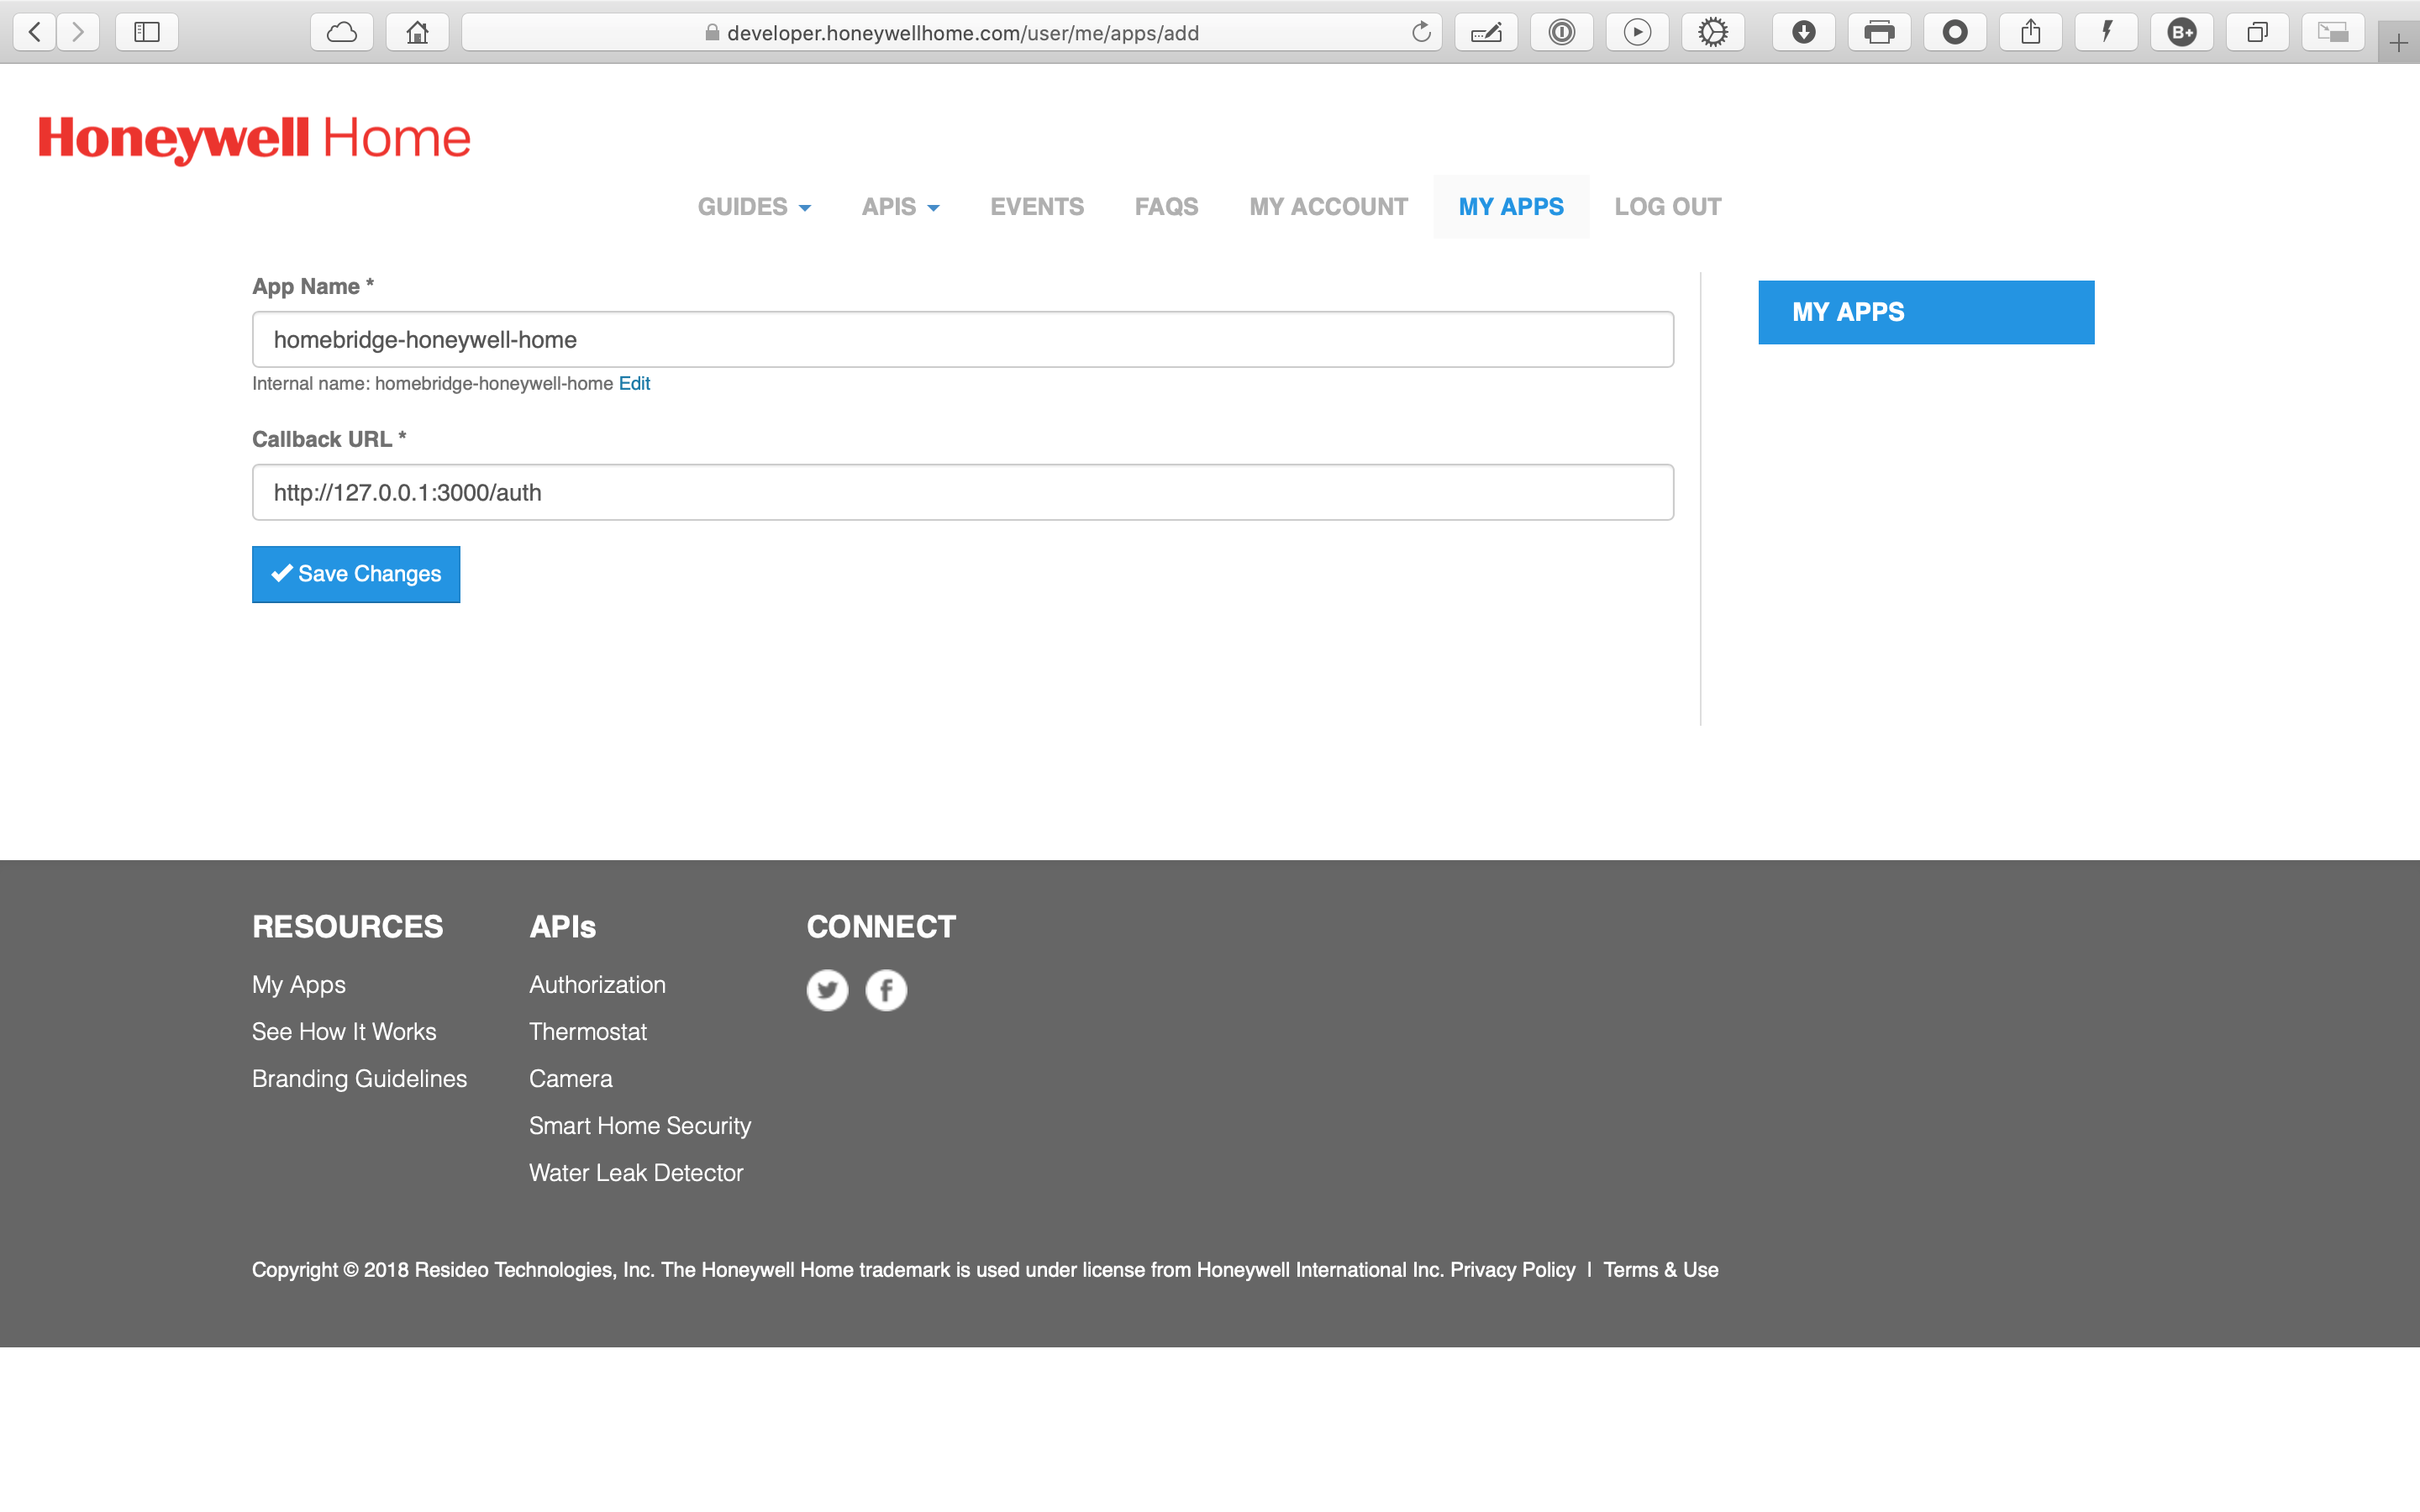 developer.honeywellhome.com/user/me/apps/add
B+
Honeywell Home
GUIDES APIS EVENTS FAQS MY ACCOUNT MY APPS LOG OUT
App Name *
homebridge-honeywell-home
Internal name: homebridge-honeywell-home Edit
Callback URL *
http://127.0.0.1:3000/auth
Save Changes
MY APPS
RESOURCES
My Apps
See How It Works
Branding Guidelines
APIs
Authorization
Thermostat
Camera
Smart Home Security
Water Leak Detector
CONNECT
Copyright © 2018 Resideo Technologies, Inc. The Honeywell Home trademark is used under license from Honeywell International Inc. Privacy Policy | Terms & Use